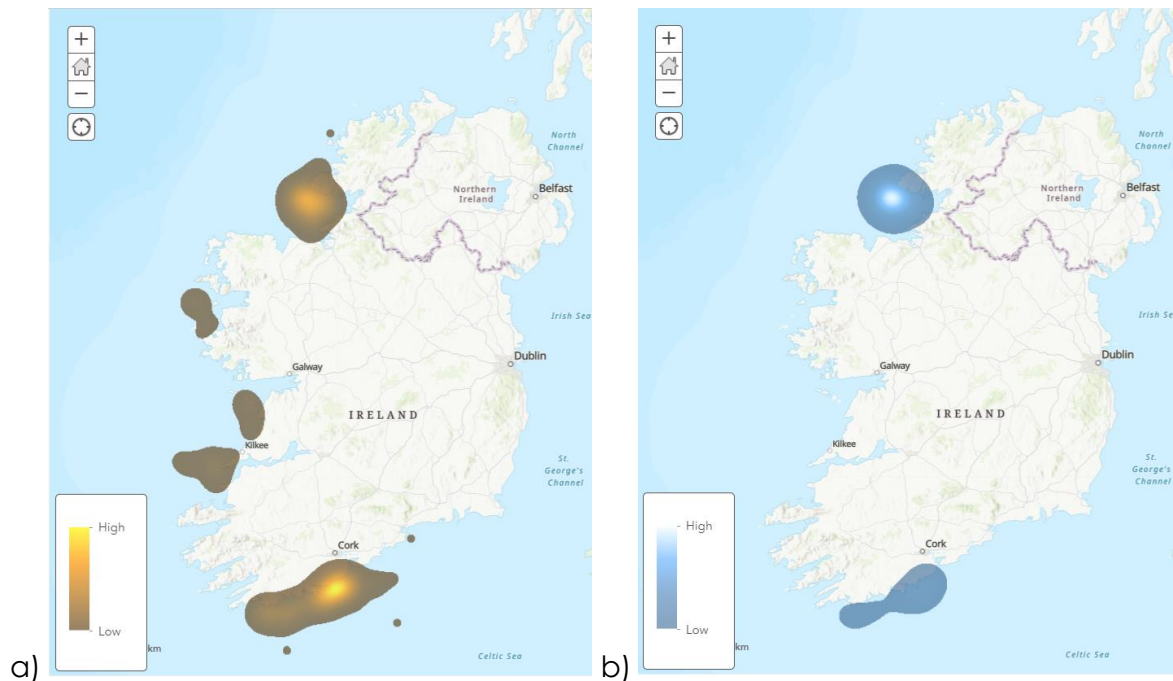 +
−
North
Channel
Northern
Ireland
Belfast
Irish Sea
Dublin
Galway
IRELAND
Kilkee
St.
George's
Channel
High
Cork
Low
km
Celtic Sea
a)
+
−
North
Channel
Northern
Ireland
Belfast
Irish Se
Dublin
Galway
IRELAND
Kilkee
St.
George's
Channel
High
Cork
Low
km
Celtic Sea
b)